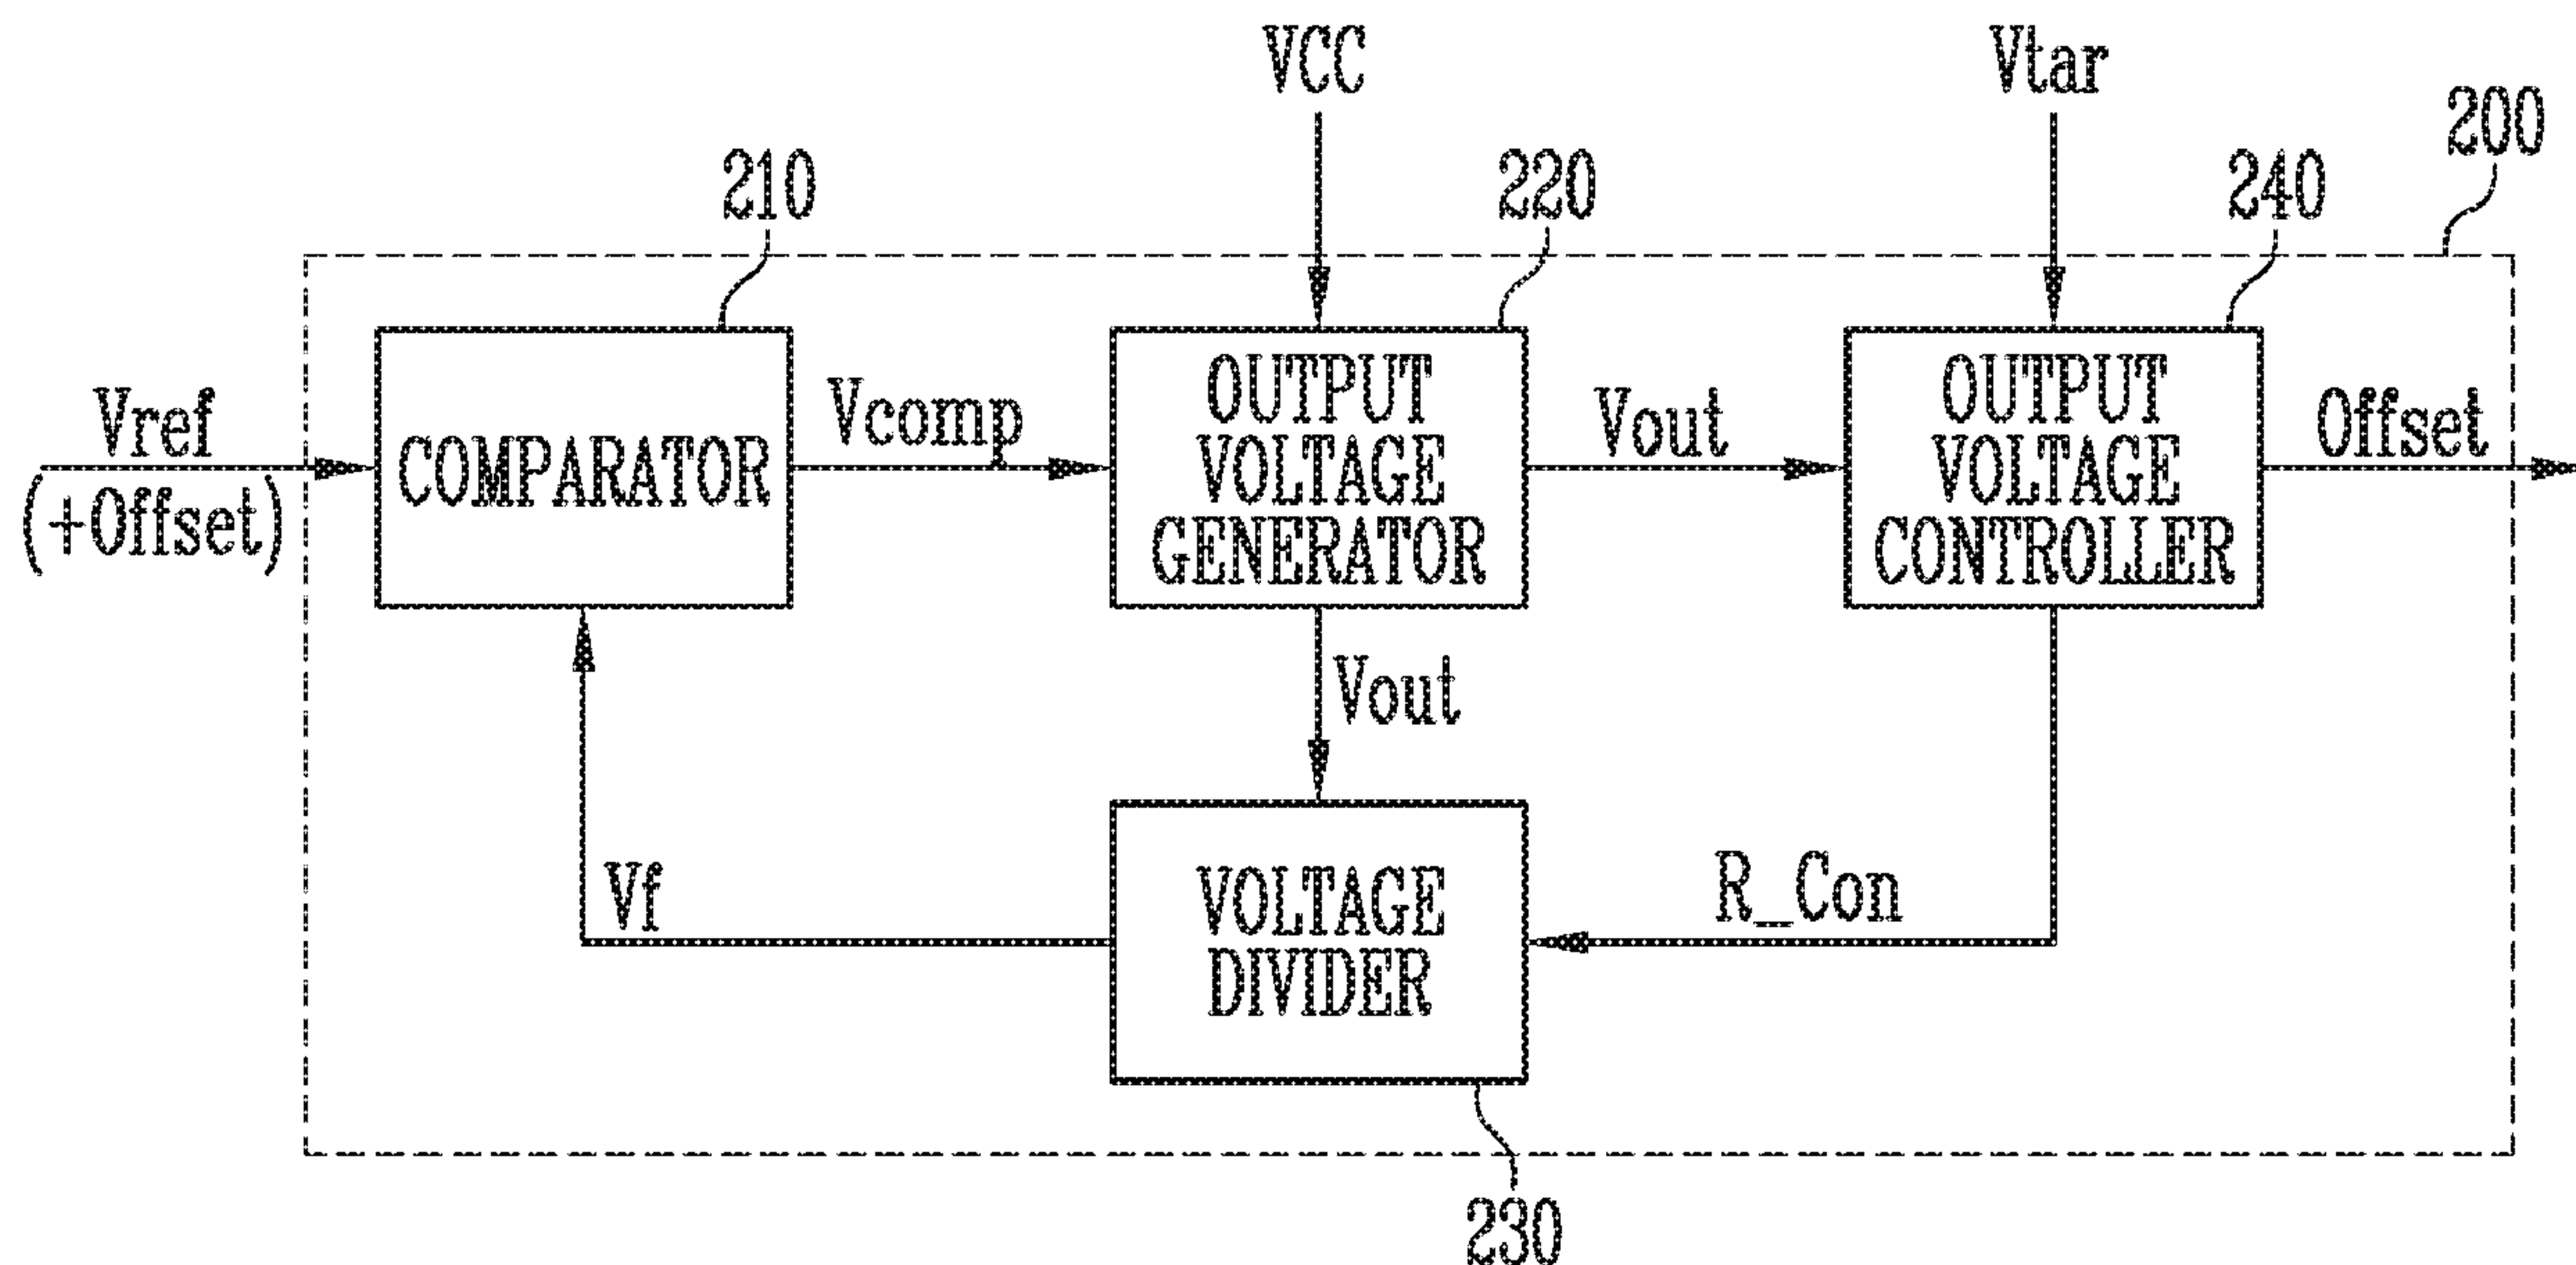 VCC
Vtar
200
210
220
240
Vref
(+Offset)
COMPARATOR
Vcomp
OUTPUT
VOLTAGE
GENERATOR
Vout
OUTPUT
VOLTAGE
CONTROLLER
Offset
Vout
Vf
VOLTAGE
DIVIDER
R_Con
230